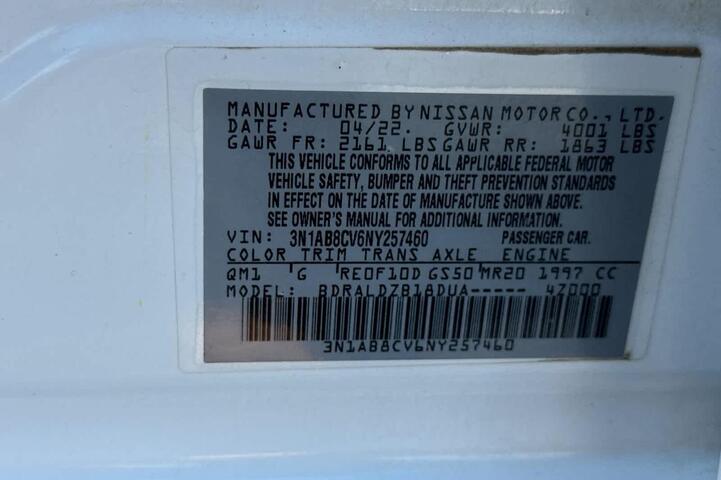 MANUFACTURED BY NISSAN MOTOR CO., LTD.
DATE: 04/22. GVWR: 4001 LBS
GAWR FR: 2161 LBS GAWR RR: 1863 LBS
THIS VEHICLE CONFORMS TO ALL APPLICABLE FEDERAL MOTOR
VEHICLE SAFETY, BUMPER AND THEFT PREVENTION STANDARDS
IN EFFECT ON THE DATE OF MANUFACTURE SHOWN ABOVE.
SEE OWNER'S MANUAL FOR ADDITIONAL INFORMATION.
VIN: 3N1AB8CV6NY257460 PASSENGER CAR.
COLOR TRIM TRANS AXLE ENGINE
QM1 G RE0F10D GS50 MR20 1997 CC
MODEL: BDRALDZB18DUA----- 47000
3N1AB8CV6NY257460